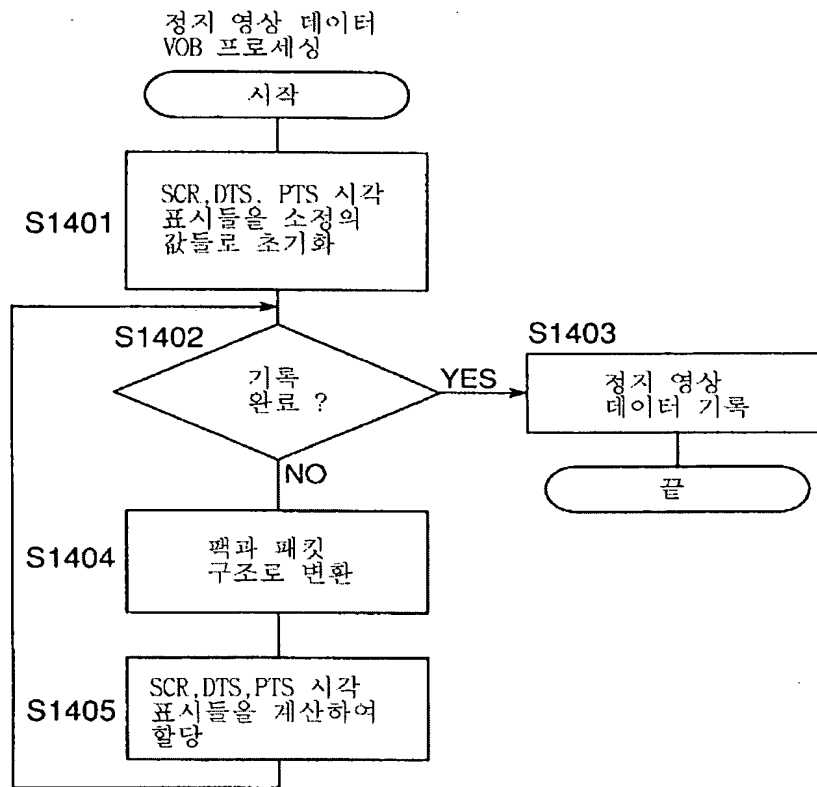 정지 영상 데이터
VOB 프로세싱
시작
S1401
SCR,DTS. PTS 시각
표시들을 소정의
값들로 초기화
S1402
기록
완료 ?
YES
NO
S1403
정지 영상
데이터 기록
끝
S1404
팩과 패킷
구조로 변환
S1405
SCR,DTS,PTS 시각
표시들을 계산하여
할당